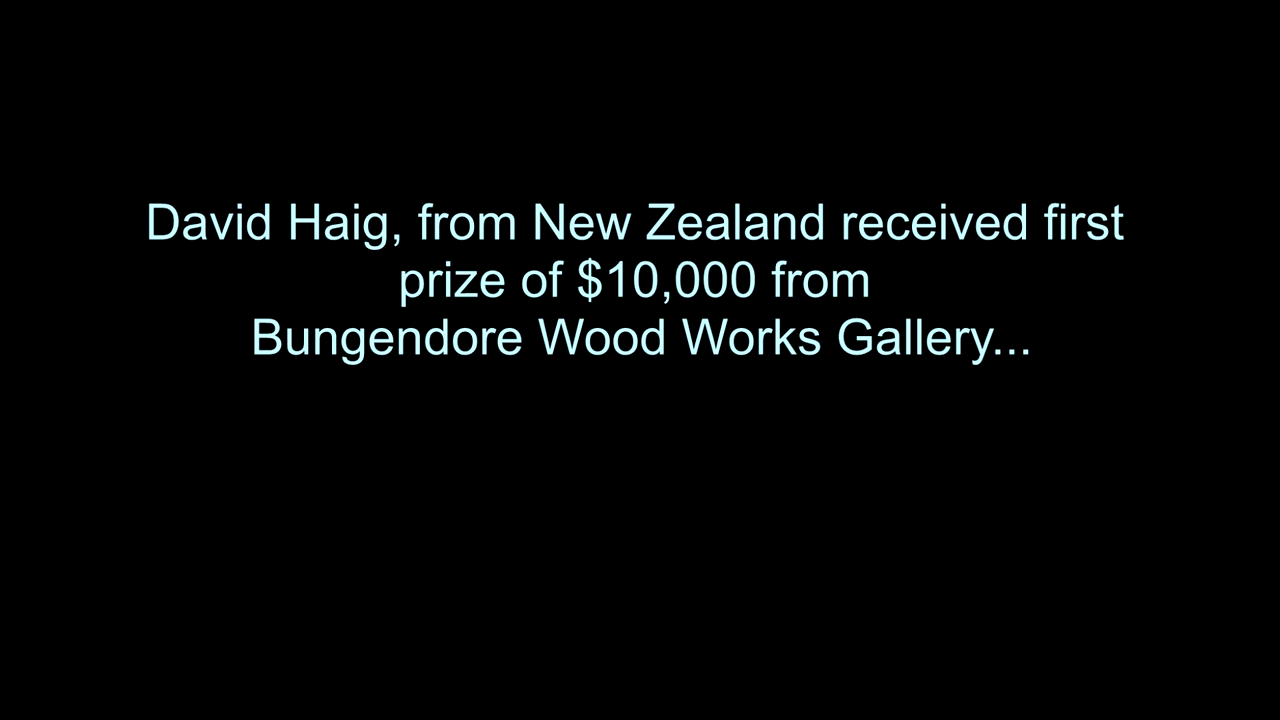 David Haig, from New Zealand received first
prize of $10,000 from
Bungendore Wood Works Gallery...